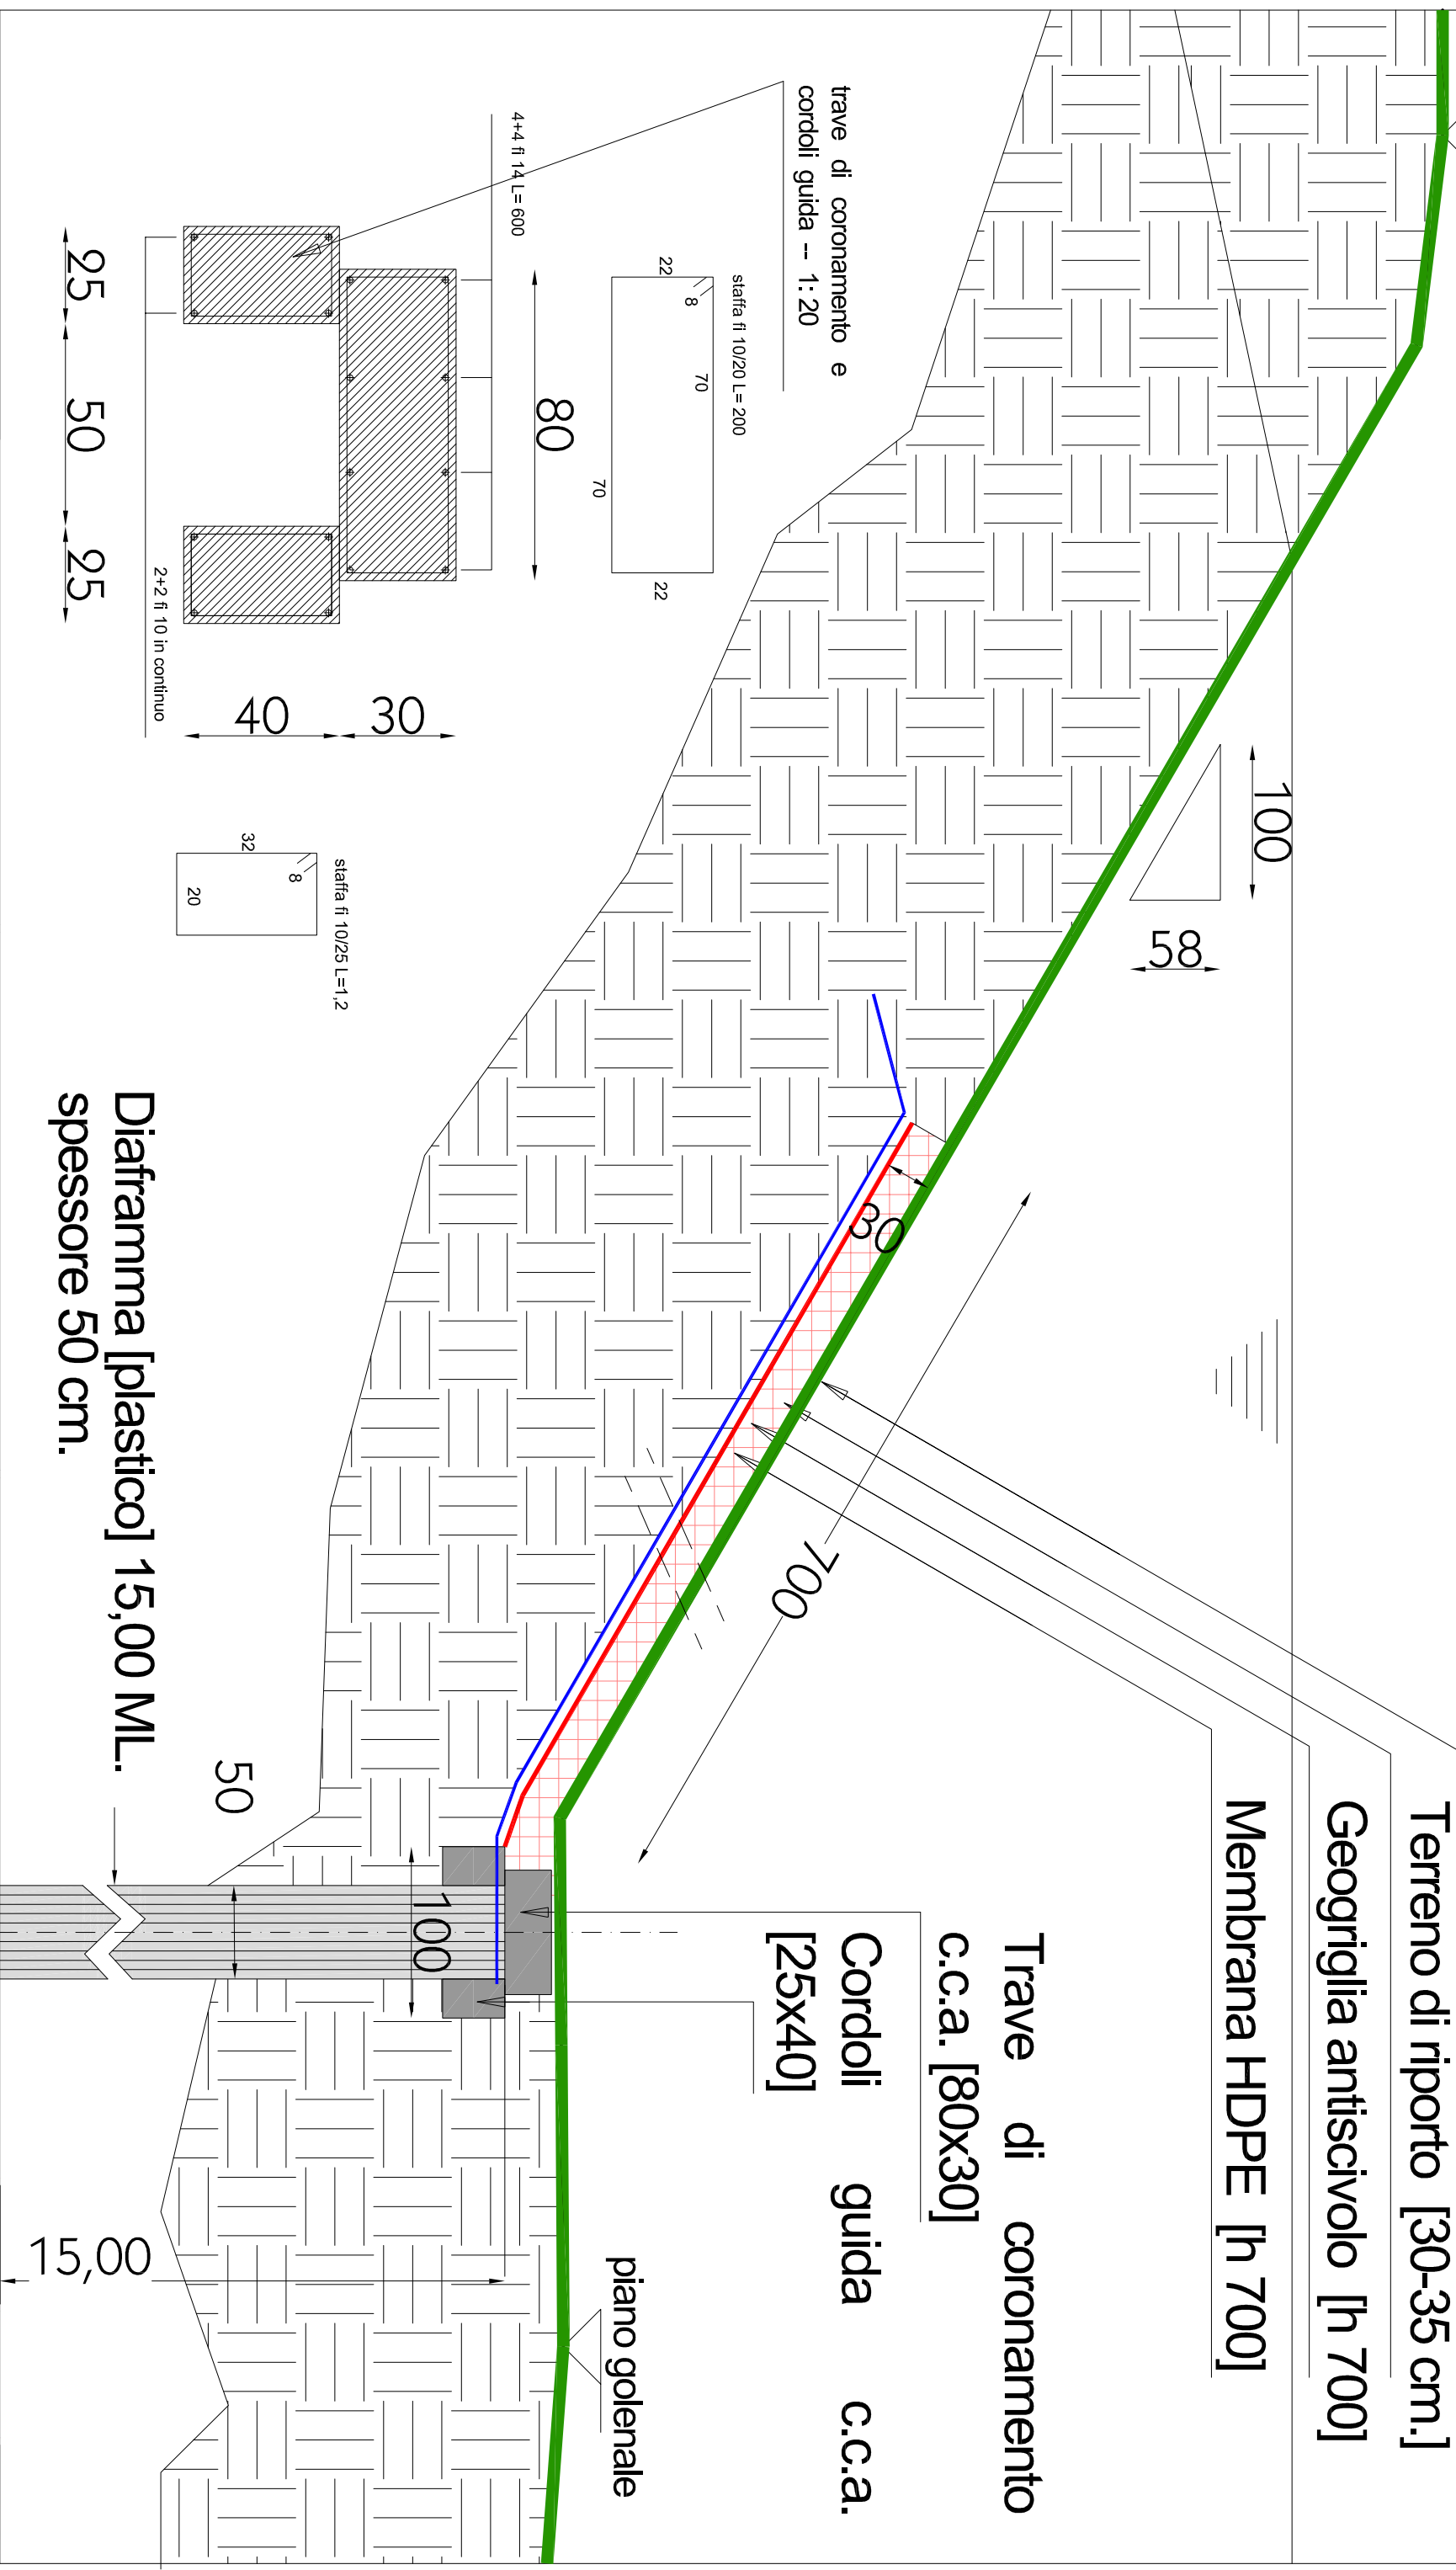 Terreno di riporto [30-35 cm.]
Geogriglia antiscivolo [h 700]
Membrana HDPE [h 700]
100
58
30
700
Trave di coronamento
c.c.a. [80x30]
Cordoli guida c.c.a.
[25x40]
piano golenale
trave di coronamento e
cordoli guida -- 1:20
staffa fi 10/20 L= 200
22
8
70
70
22
4+4 fi 14 L= 600
80
30
40
25
50
25
2+2 fi 10 in continuo
staffa fi 10/25 L=1,2
32
8
20
Diaframma [plastico] 15,00 ML.
spessore 50 cm.
50
100
15,00